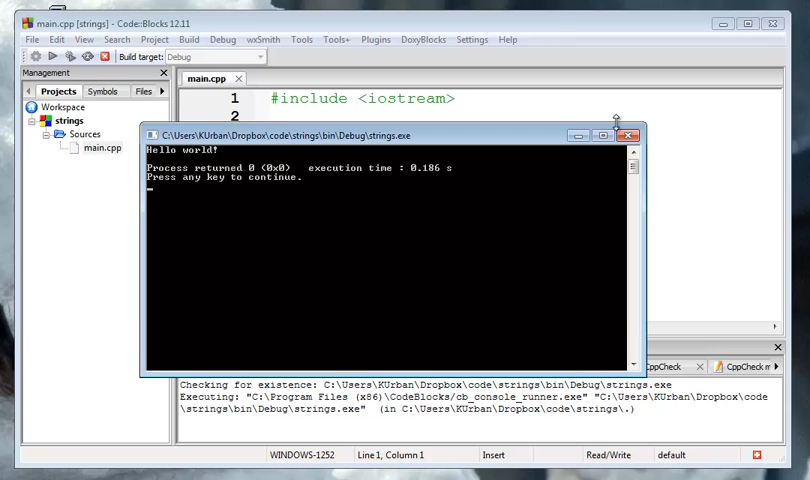 main.cpp [strings] - Code::Blocks 12.11
File Edit View Search Project Build Debug wxSmith Tools Tools+ Plugins DoxyBlocks Settings Help
Build target: Debug
Management
main.cpp
Projects Symbols Files
1 #include <iostream>
2
Workspace
strings
Sources
main.cpp
C:\Users\KUrban\Dropbox\code\strings\bin\Debug\strings.exe
Hello world!
Process returned 0 (0x0) execution time : 0.186 s
Press any key to continue.
CppCheck CppCheck m
Checking for existence: C:\Users\KUrban\Dropbox\code\strings\bin\Debug\strings.exe
Executing: "C:\Program Files (x86)\CodeBlocks/cb_console_runner.exe" "C:\Users\KUrban\Dropbox\code
\strings\bin\Debug\strings.exe" (in C:\Users\KUrban\Dropbox\code\strings\.)
WINDOWS-1252 Line 1, Column 1 Insert Read/Write default